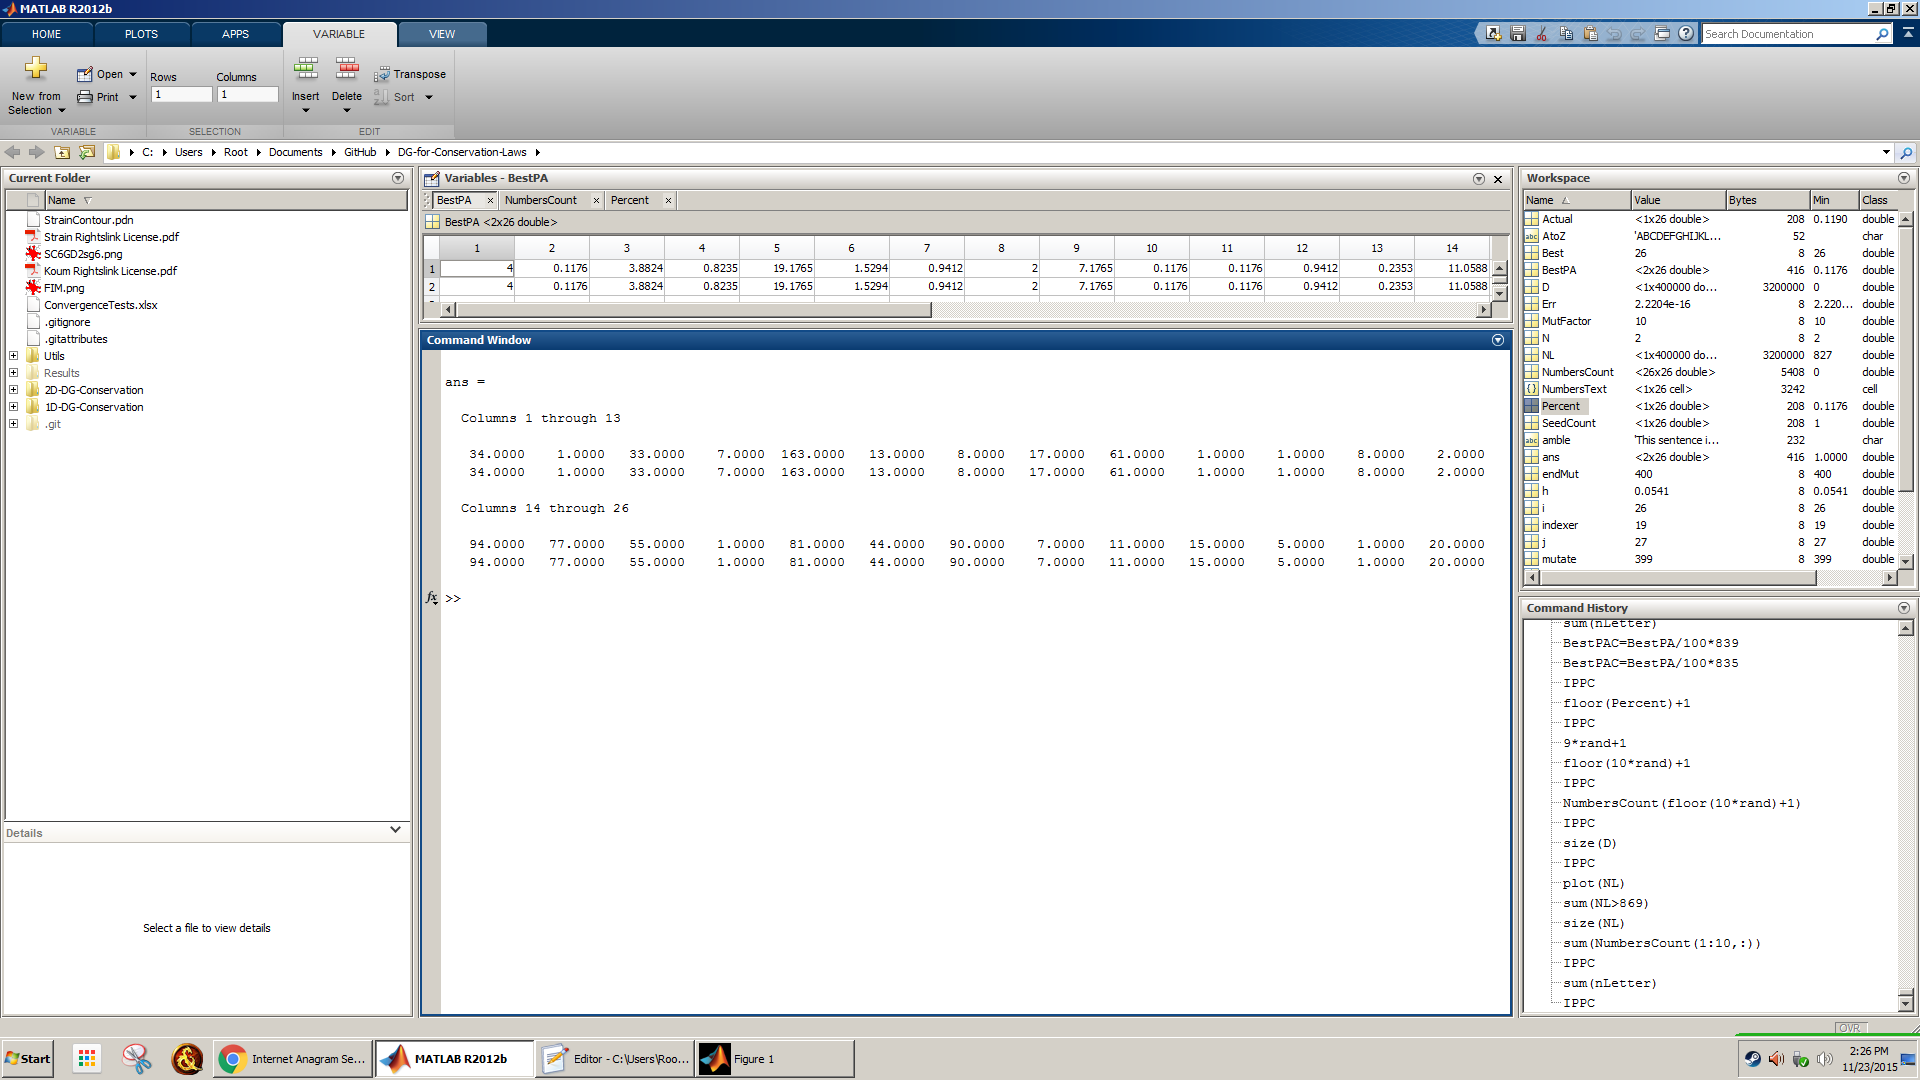 MATLAB R2012b
HOME PLOTS APPS VARIABLE VIEW
Search Documentation
New from Selection
Open
Print
Rows Columns
1 1
Insert Delete
Transpose
Sort
VARIABLE SELECTION EDIT
C: Users Root Documents GitHub DG-for-Conservation-Laws
Current Folder
Name
StrainContour.pdn
Strain Rightslink License.pdf
SC6GD2sg6.png
Koum Rightslink License.pdf
FIM.png
ConvergenceTests.xlsx
.gitignore
.gitattributes
Utils
Results
2D-DG-Conservation
1D-DG-Conservation
.git
Details
Select a file to view details
Variables - BestPA
BestPA NumbersCount Percent
BestPA <2x26 double>
1 2 3 4 5 6 7 8 9 10 11 12 13 14
1 4 0.1176 3.8824 0.8235 19.1765 1.5294 0.9412 2 7.1765 0.1176 0.1176 0.9412 0.2353 11.0588
2 4 0.1176 3.8824 0.8235 19.1765 1.5294 0.9412 2 7.1765 0.1176 0.1176 0.9412 0.2353 11.0588
Command Window
ans =
Columns 1 through 13
34.0000 1.0000 33.0000 7.0000 163.0000 13.0000 8.0000 17.0000 61.0000 1.0000 1.0000 8.0000 2.0000
34.0000 1.0000 33.0000 7.0000 163.0000 13.0000 8.0000 17.0000 61.0000 1.0000 1.0000 8.0000 2.0000
Columns 14 through 26
94.0000 77.0000 55.0000 1.0000 81.0000 44.0000 90.0000 7.0000 11.0000 15.0000 5.0000 1.0000 20.0000
94.0000 77.0000 55.0000 1.0000 81.0000 44.0000 90.0000 7.0000 11.0000 15.0000 5.0000 1.0000 20.0000
fx >>
Workspace
Name Value Bytes Min Class
Actual <1x26 double> 208 0.1190 double
AtoZ 'ABCDEFGHIJKL... 52 char
Best 26 8 26 double
BestPA <2x26 double> 416 0.1176 double
D <1x400000 do... 3200000 0 double
Err 2.2204e-16 8 2.220... double
MutFactor 10 8 10 double
N 2 8 2 double
NL <1x400000 do... 3200000 827 double
NumbersCount <26x26 double> 5408 0 double
NumbersText <1x26 cell> 3242 cell
Percent <1x26 double> 208 0.1176 double
SeedCount <1x26 double> 208 1 double
amble 'This sentence i... 232 char
ans <2x26 double> 416 1.0000 double
endMut 400 8 400 double
h 0.0541 8 0.0541 double
i 26 8 26 double
indexer 19 8 19 double
j 27 8 27 double
mutate 399 8 399 double
Command History
sum(nLetter)
BestPAC=BestPA/100*839
BestPAC=BestPA/100*835
IPPC
floor(Percent)+1
IPPC
9*rand+1
floor(10*rand)+1
IPPC
NumbersCount(floor(10*rand)+1)
IPPC
size(D)
IPPC
plot(NL)
sum(NL>869)
size(NL)
sum(NumbersCount(1:10,:))
IPPC
sum(nLetter)
IPPC
OVR
Start
Internet Anagram Se...
MATLAB R2012b
Editor - C:\Users\Roo...
Figure 1
2:26 PM
11/23/2015